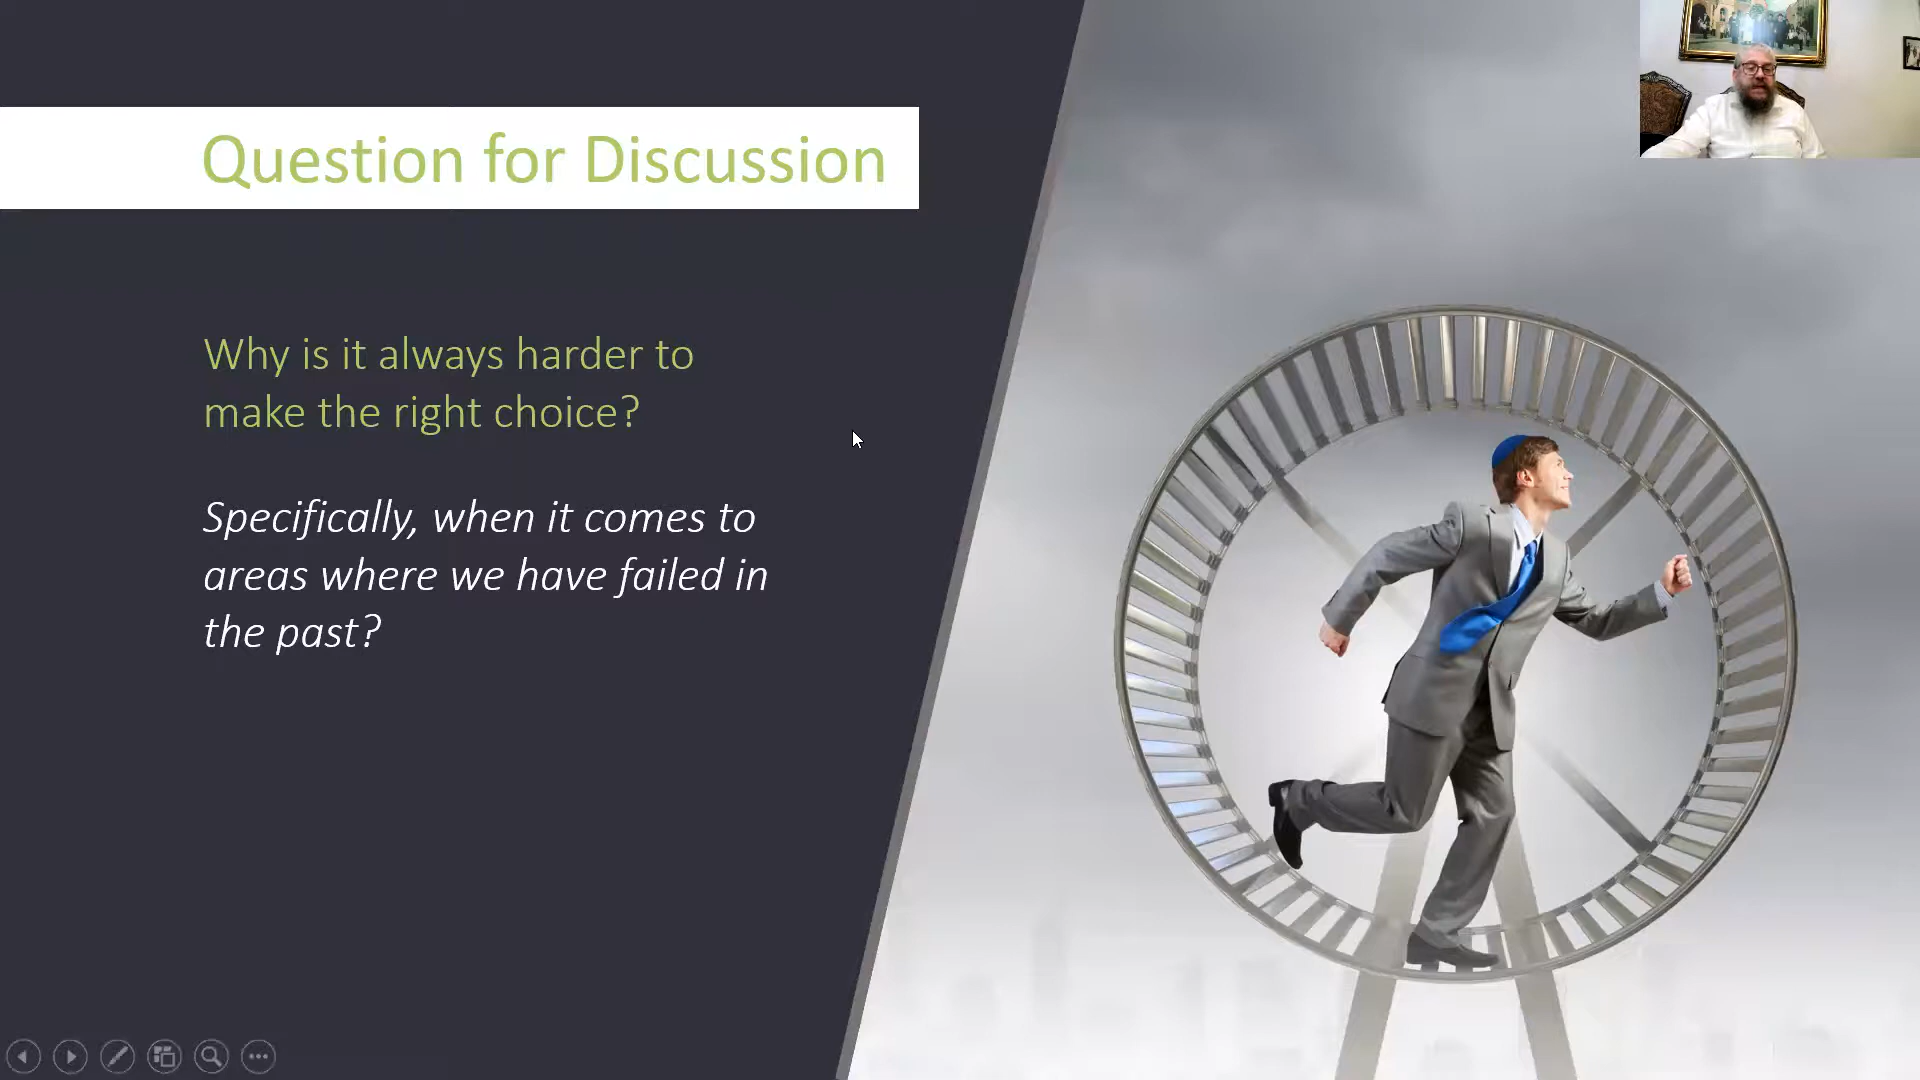 Question for Discussion
Why is it always harder to
make the right choice?
Specifically, when it comes to
areas where we have failed in
the past?